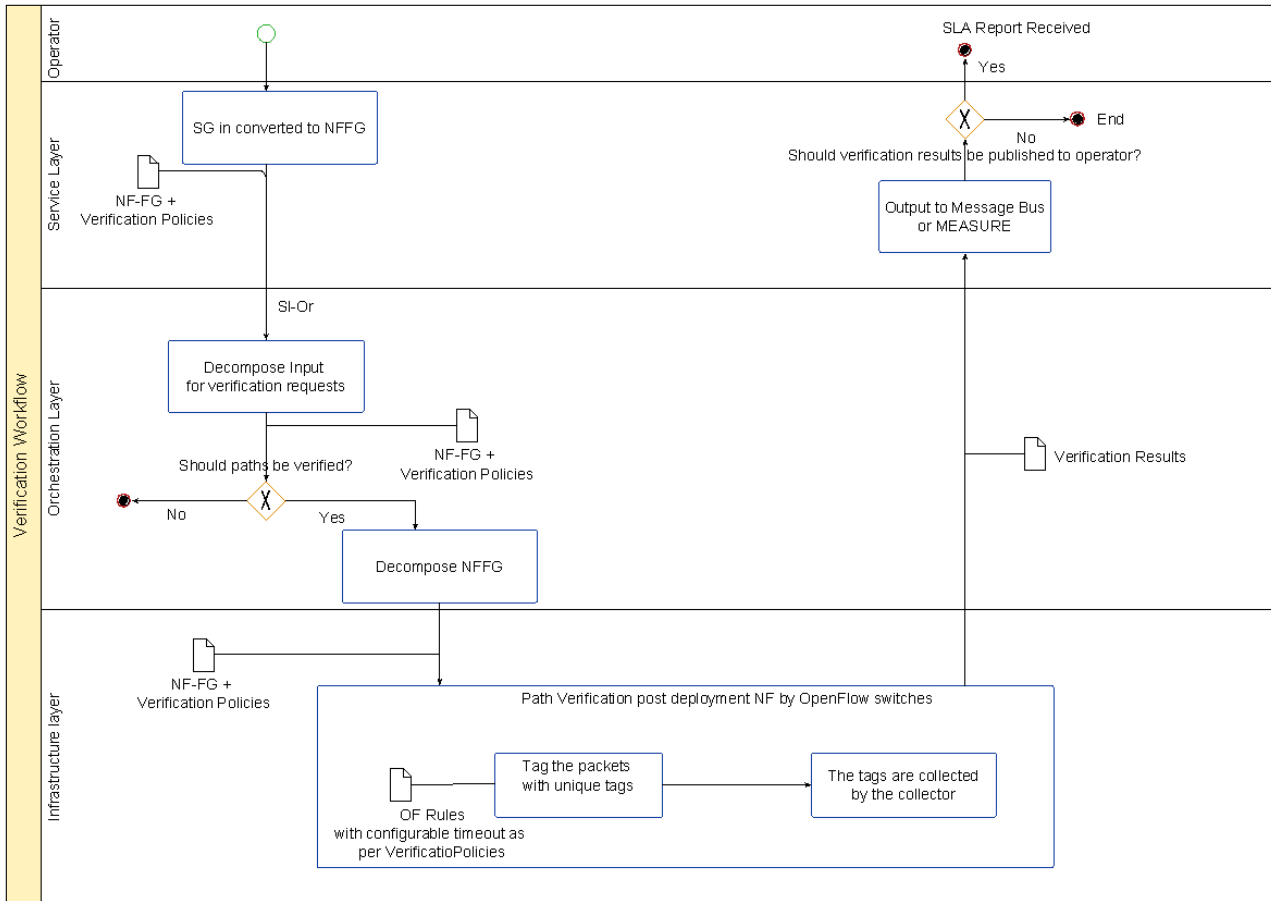 Verification Workflow
Operator
SLA Report Received
Yes
Service Layer
SG in converted to NFFG
X
No
End
Should verification results be published to operator?
NF-FG +
Verification Policies
Output to Message Bus
or MEASURE
Orchestration Layer
SI-Or
Decompose Input
for verification requests
NF-FG +
Verification Policies
Should paths be verified?
X
No
Yes
Decompose NFFG
Verification Results
Infrastructure layer
NF-FG +
Verification Policies
Path Verification post deployment NF by OpenFlow switches
OF Rules
with configurable timeout as
per VerificatioPolicies
Tag the packets
with unique tags
The tags are collected
by the collector